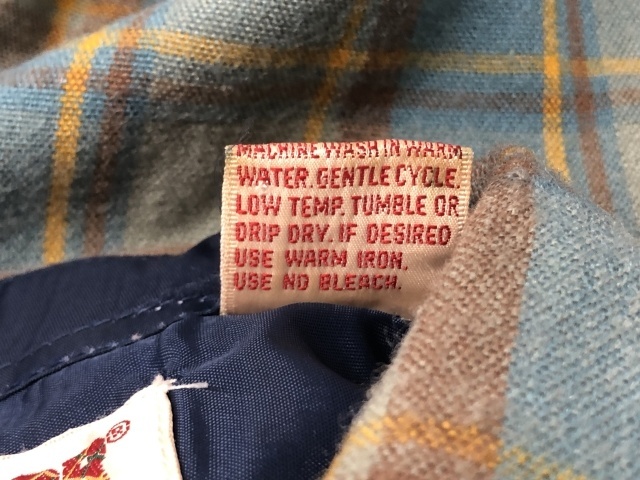 MACHINE WASH IN WARM
WATER. GENTLE CYCLE.
LOW TEMP. TUMBLE OR
DRIP DRY. IF DESIRED
USE WARM IRON.
USE NO BLEACH.
®